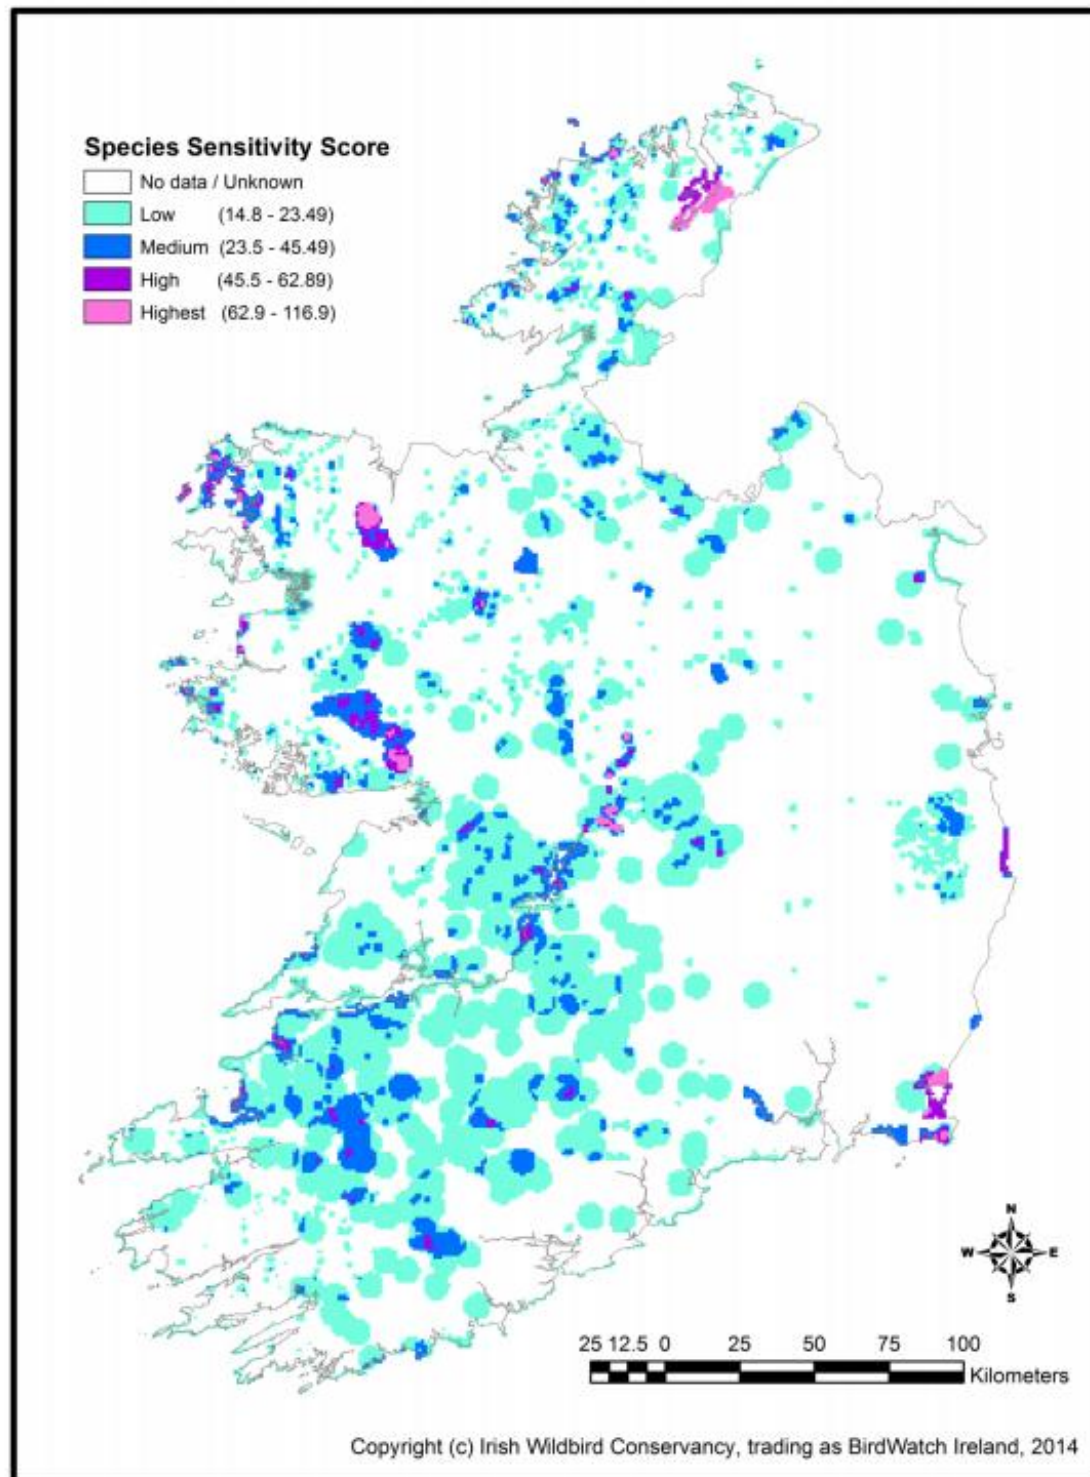 Species Sensitivity Score
No data / Unknown
Low (14.8 - 23.49)
Medium (23.5 - 45.49)
High (45.5 - 62.89)
Highest (62.9 - 116.9)
N
W E
S
25 12.5 0 25 50 75 100
Kilometers
Copyright (c) Irish Wildbird Conservancy, trading as BirdWatch Ireland, 2014